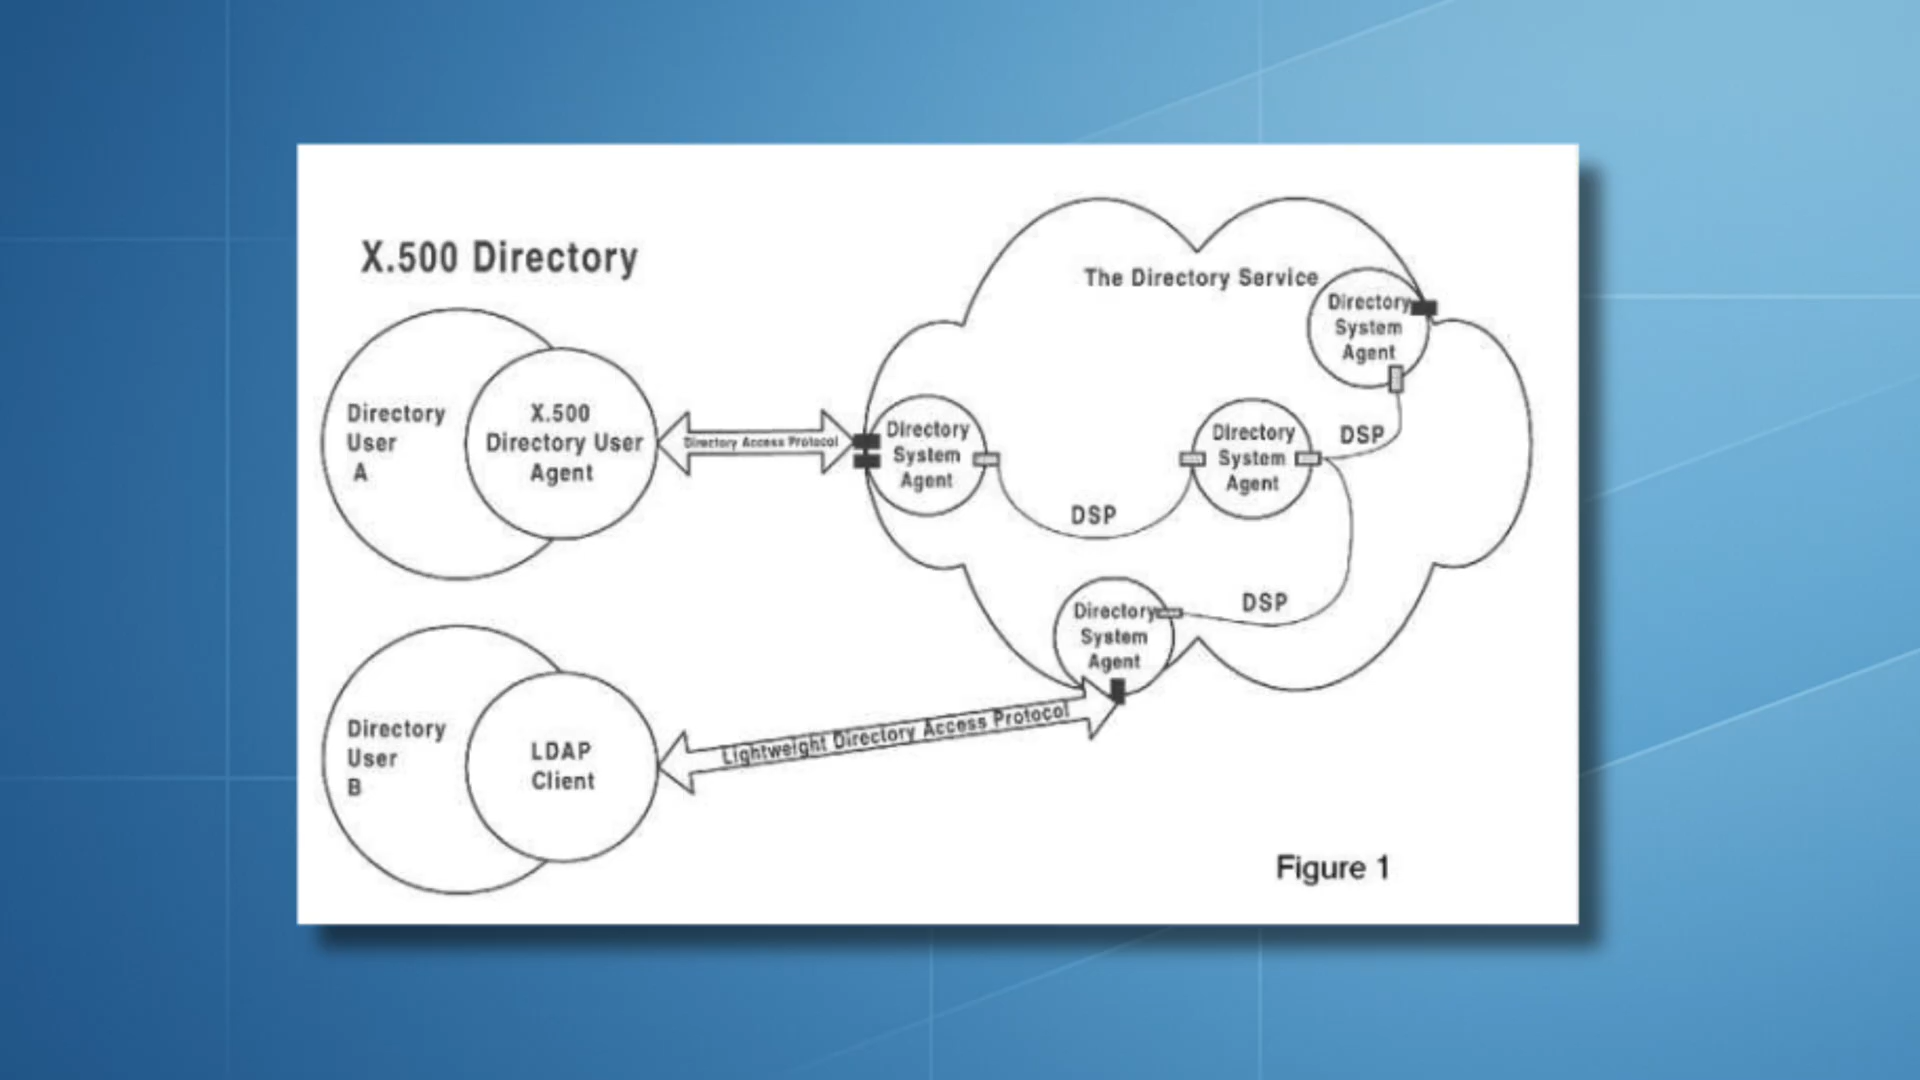 X.500 Directory
The Directory Service
Directory
System
Agent
Directory
User
A
X.500
Directory User
Agent
Directory Access Protocol
Directory
System
Agent
Directory
System
Agent
DSP
DSP
DSP
Directory
System
Agent
Directory
User
B
LDAP
Client
Lightweight Directory Access Protocol
Figure 1